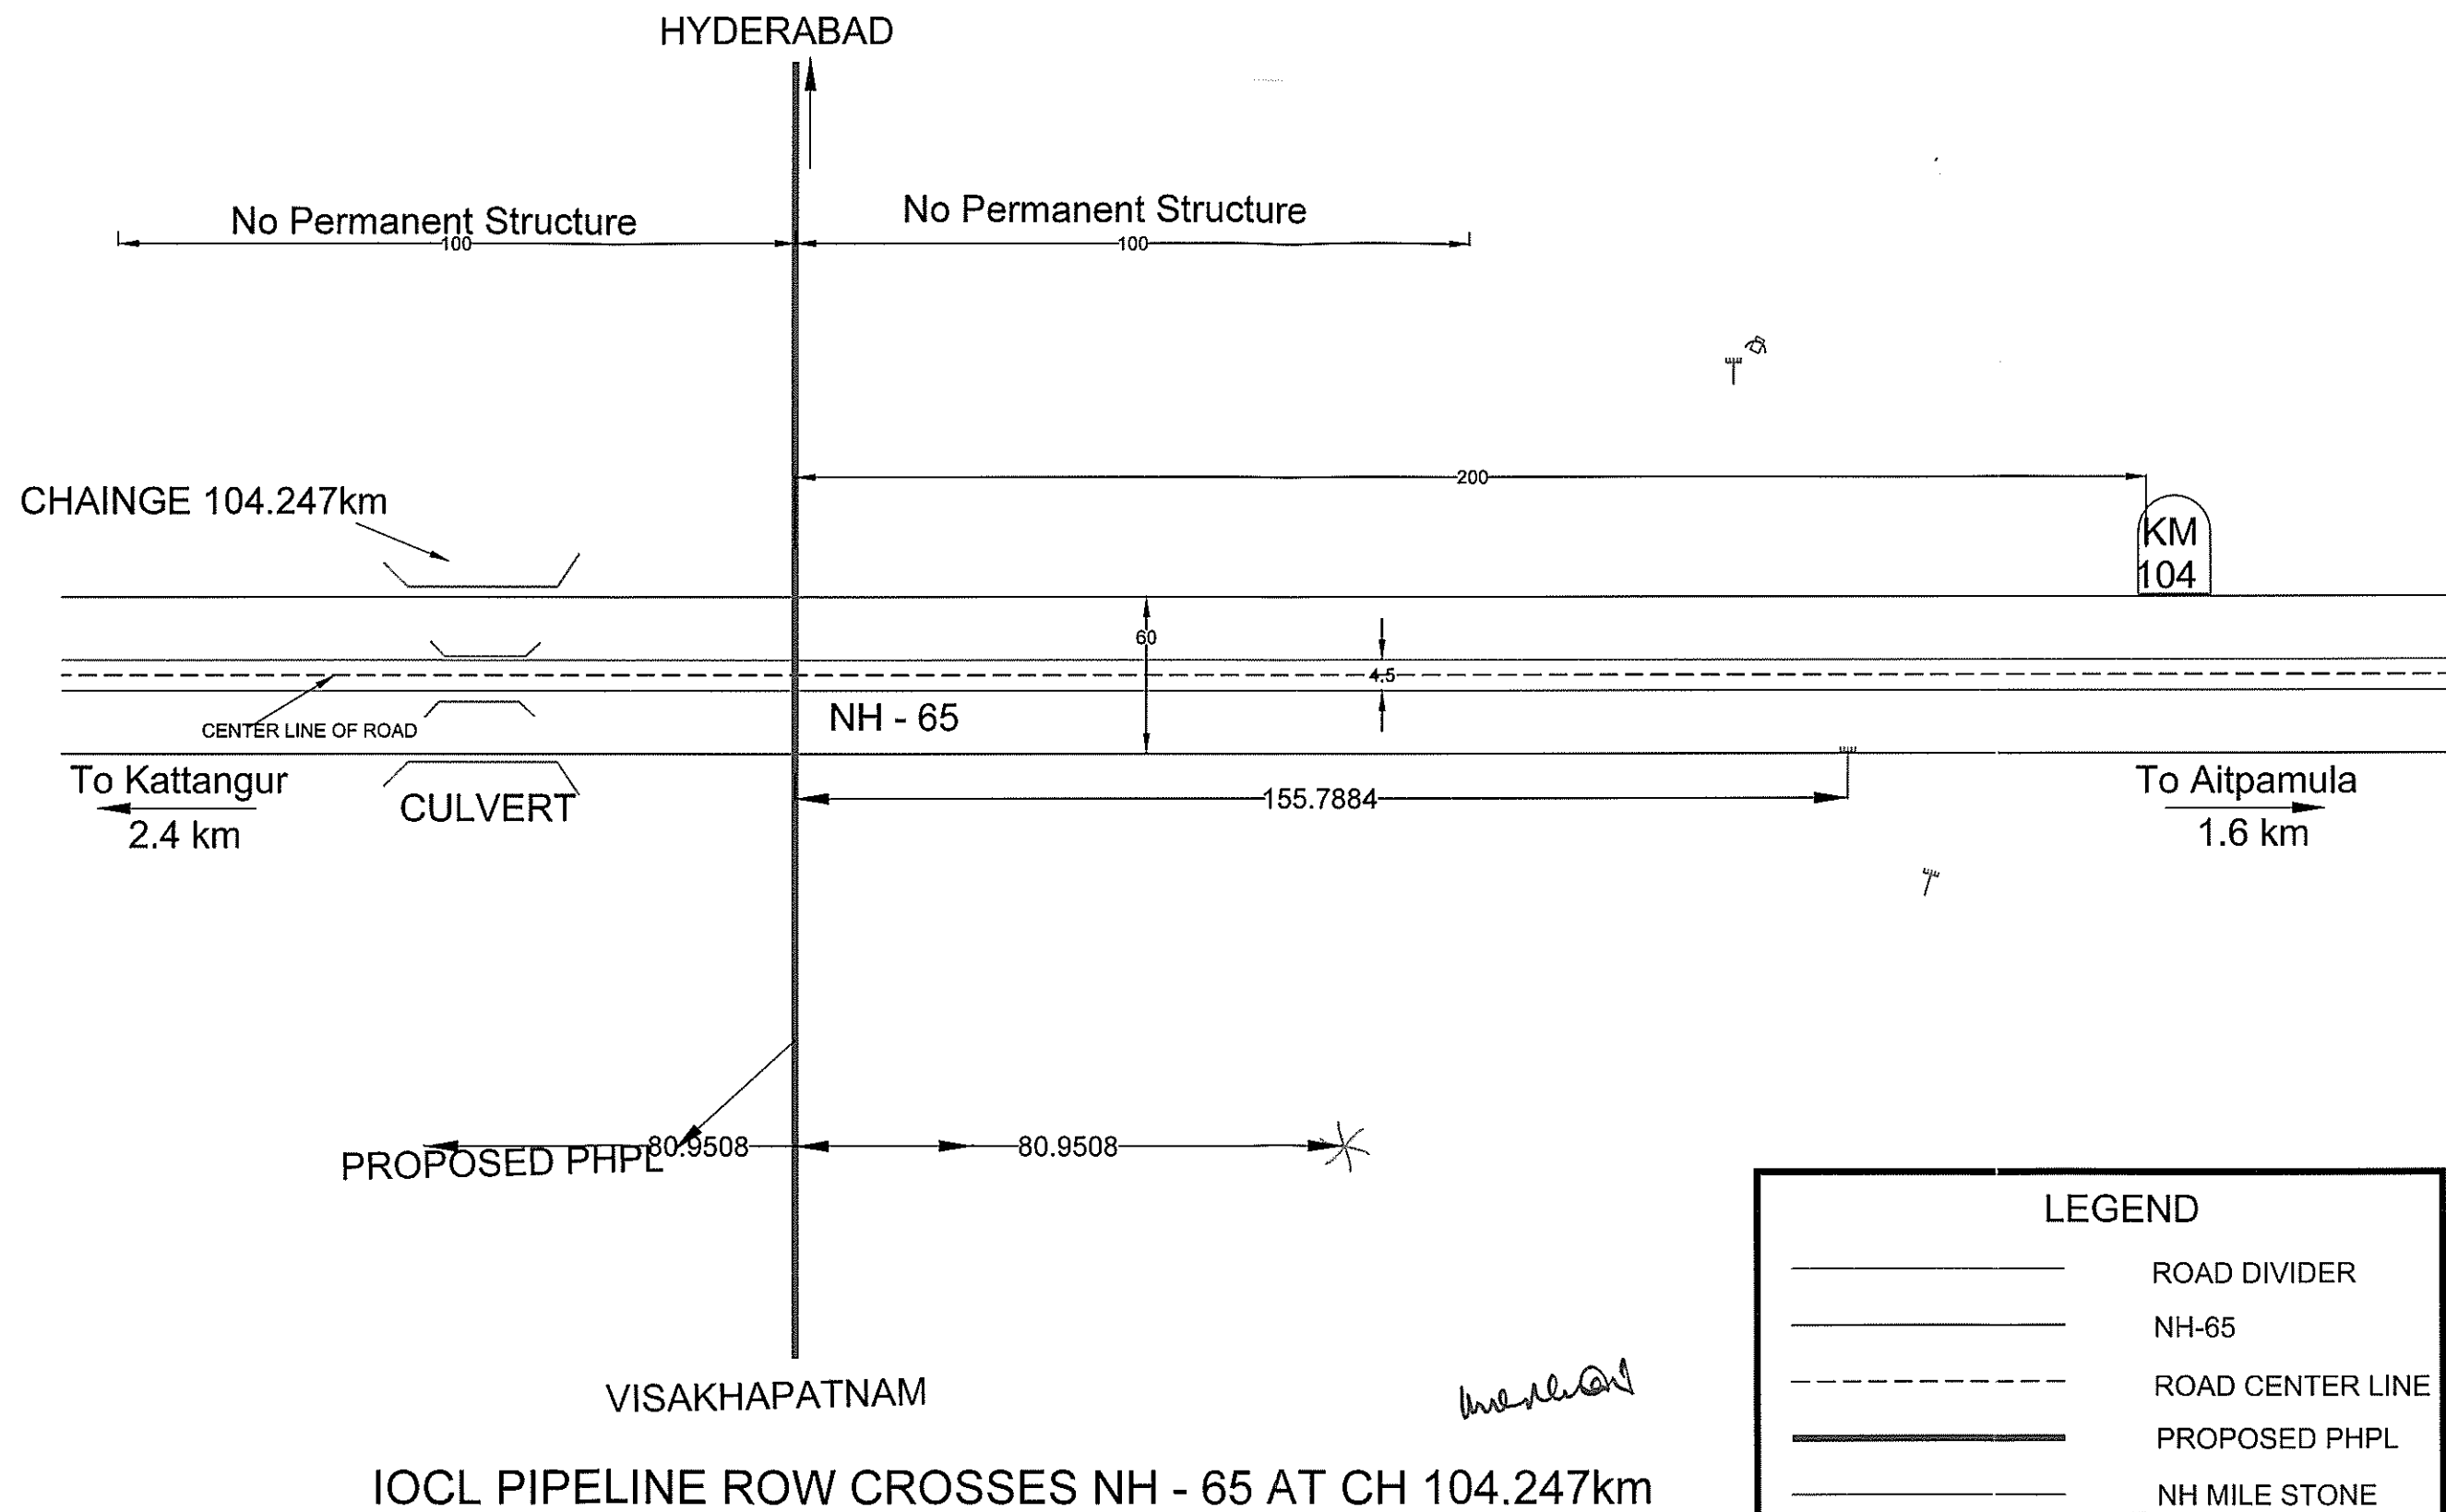 HYDERABAD
No Permanent Structure
No Permanent Structure
100
100
200
CHAINGE 104.247km
KM
104
60
4.5
CENTER LINE OF ROAD
NH - 65
To Kattangur
2.4 km
CULVERT
155.7884
To Aitpamula
1.6 km
80.9508
80.9508
PROPOSED PHPL
VISAKHAPATNAM
IOCL PIPELINE ROW CROSSES NH - 65 AT CH 104.247km
LEGEND
ROAD DIVIDER
NH-65
ROAD CENTER LINE
PROPOSED PHPL
NH MILE STONE